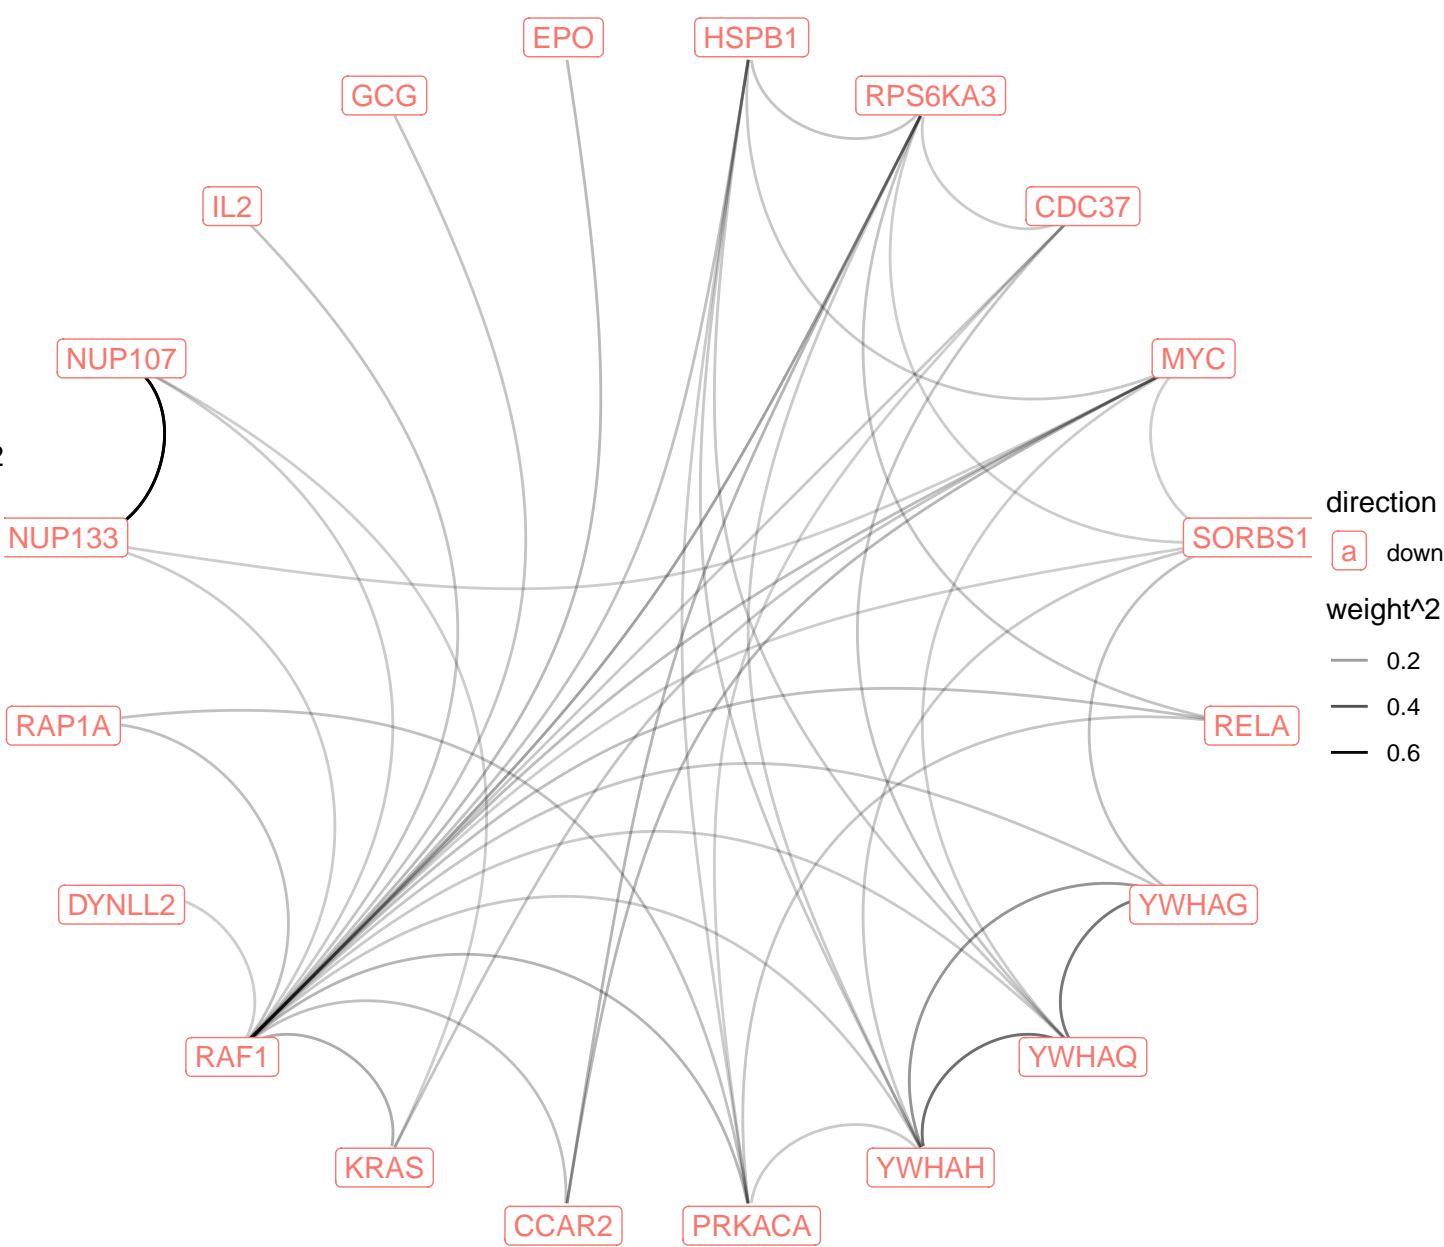 EPO
HSPB1
GCG
RPS6KA3
IL2
CDC37
NUP107
MYC
2
NUP133
SORBS1
RAP1A
RELA
DYNLL2
YWHAG
RAF1
YWHAQ
KRAS
YWHAH
CCAR2
PRKACA
direction
a down
weight^2
0.2
0.4
0.6